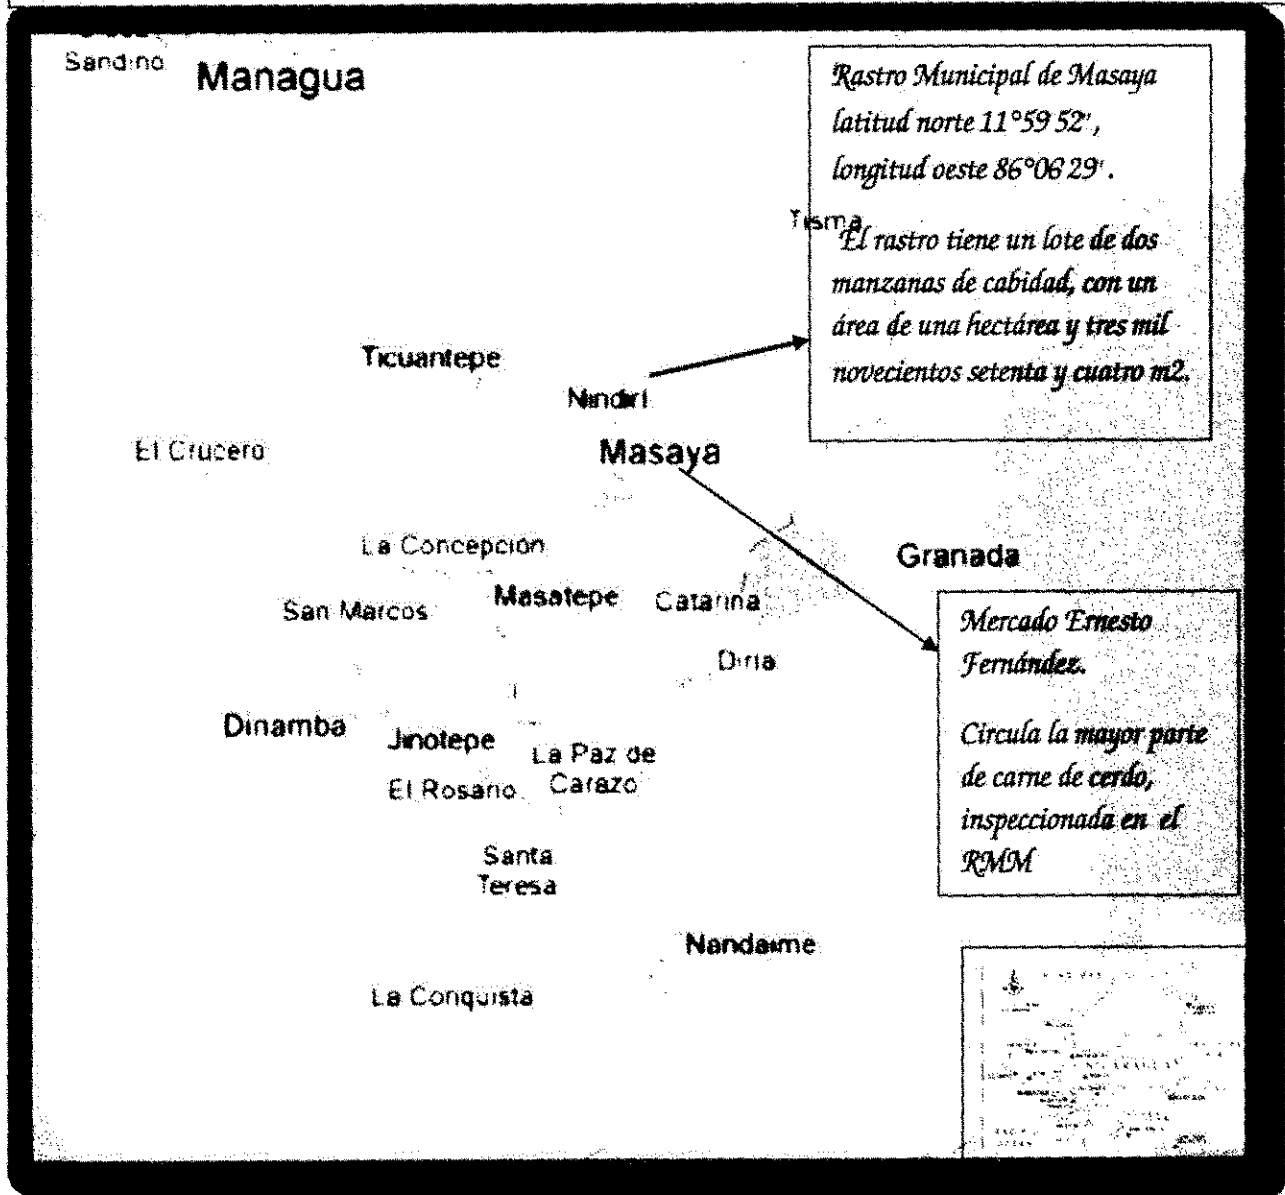 Sandino
Managua
Rastro Municipal de Masaya
latitud norte 11°59 52",
longitud oeste 86°06 29".
Tisma
El rastro tiene un lote de dos
manzanas de cabidad, con un
área de una hectárea y tres mil
novecientos setenta y cuatro m2.
Ticuantepe
Nindirí
El Crucero
Masaya
La Concepción
Granada
San Marcos
Masatepe
Catarina
Mercado Ernesto
Fernández.
Diria
Circula la mayor parte
de carne de cerdo,
inspeccionada en el
RMM
Diriamba
Jinotepe
La Paz de
Carazo
El Rosario
Santa
Teresa
Nandaime
La Conquista